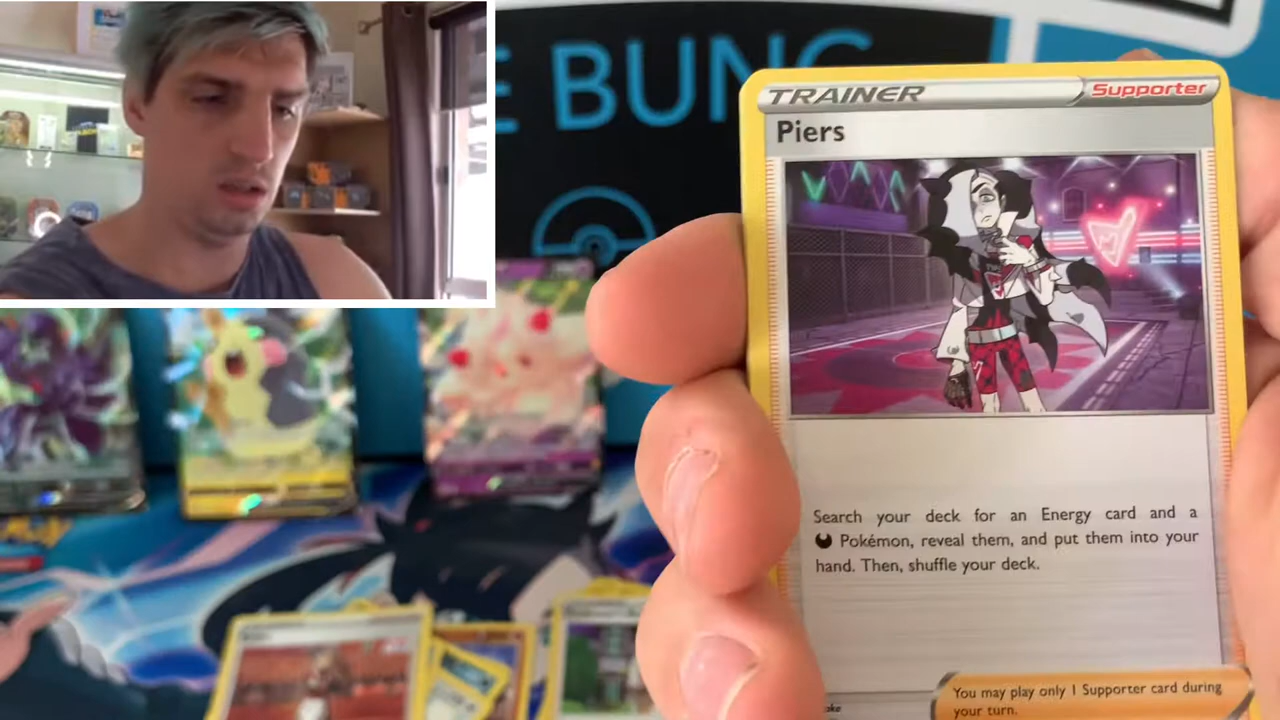 E BUNG
TRAINER
Supporter
Piers
Search your deck for an Energy card and a
Pokémon, reveal them, and put them into your
hand. Then, shuffle your deck.
You may play only 1 Supporter card during
your turn.